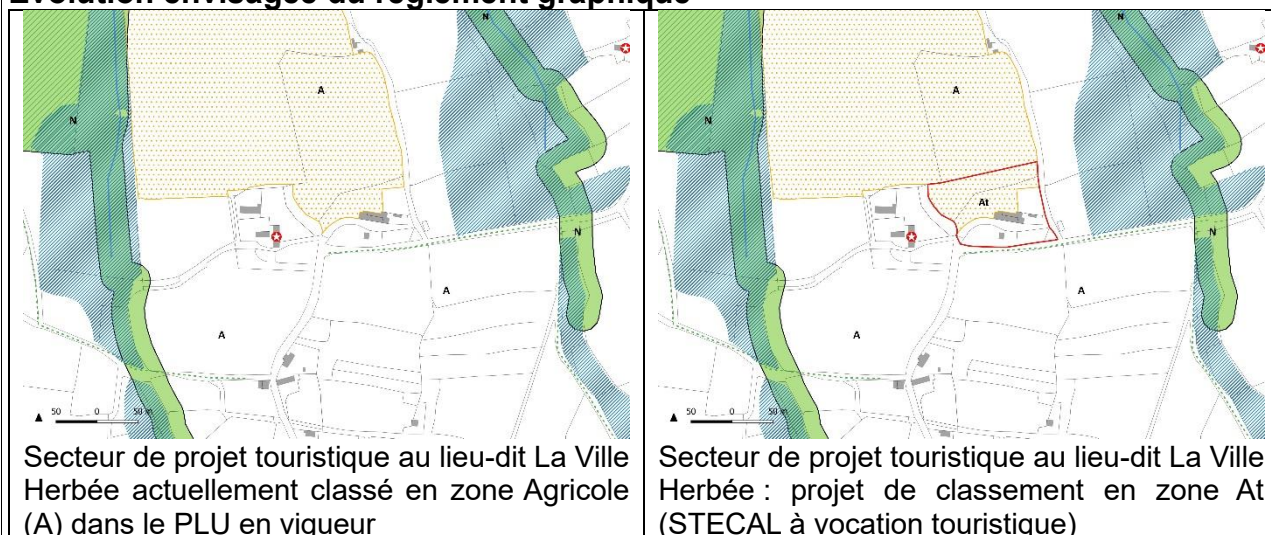 Evolution envisagée du règlement graphique
N
A
N
N
A
A
50 0 50 m
Secteur de projet touristique au lieu-dit La Ville
Herbée actuellement classé en zone Agricole
(A) dans le PLU en vigueur
N
A
N
At
N
A
A
50 0 50 m
Secteur de projet touristique au lieu-dit La Ville
Herbée : projet de classement en zone At
(STECAL à vocation touristique)